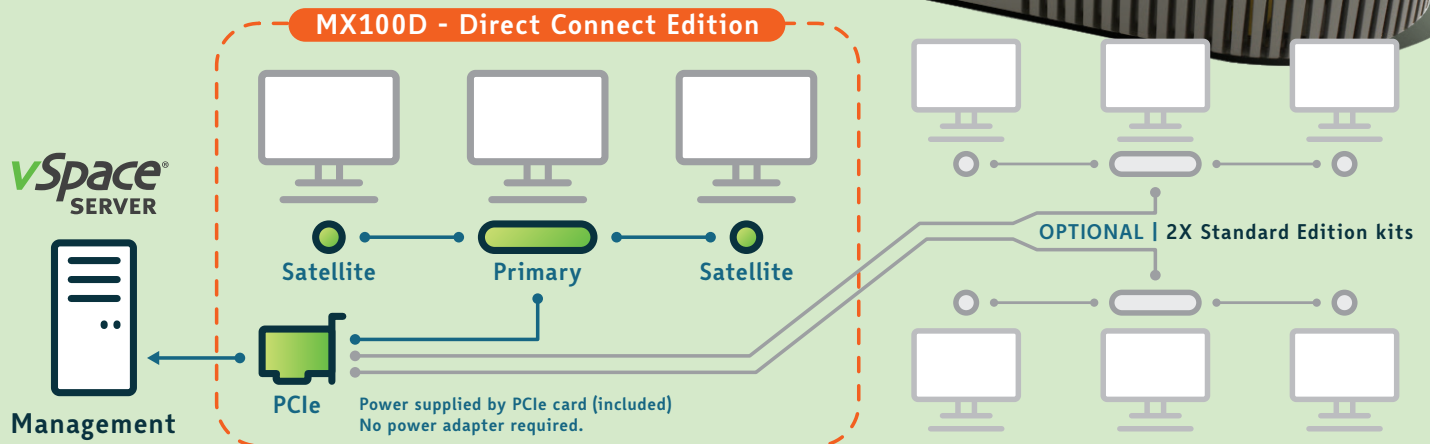 MX100D - Direct Connect Edition
vSpace®
SERVER
Satellite
Primary
Satellite
OPTIONAL | 2X Standard Edition kits
PCIe
Power supplied by PCIe card (included)
No power adapter required.
Management